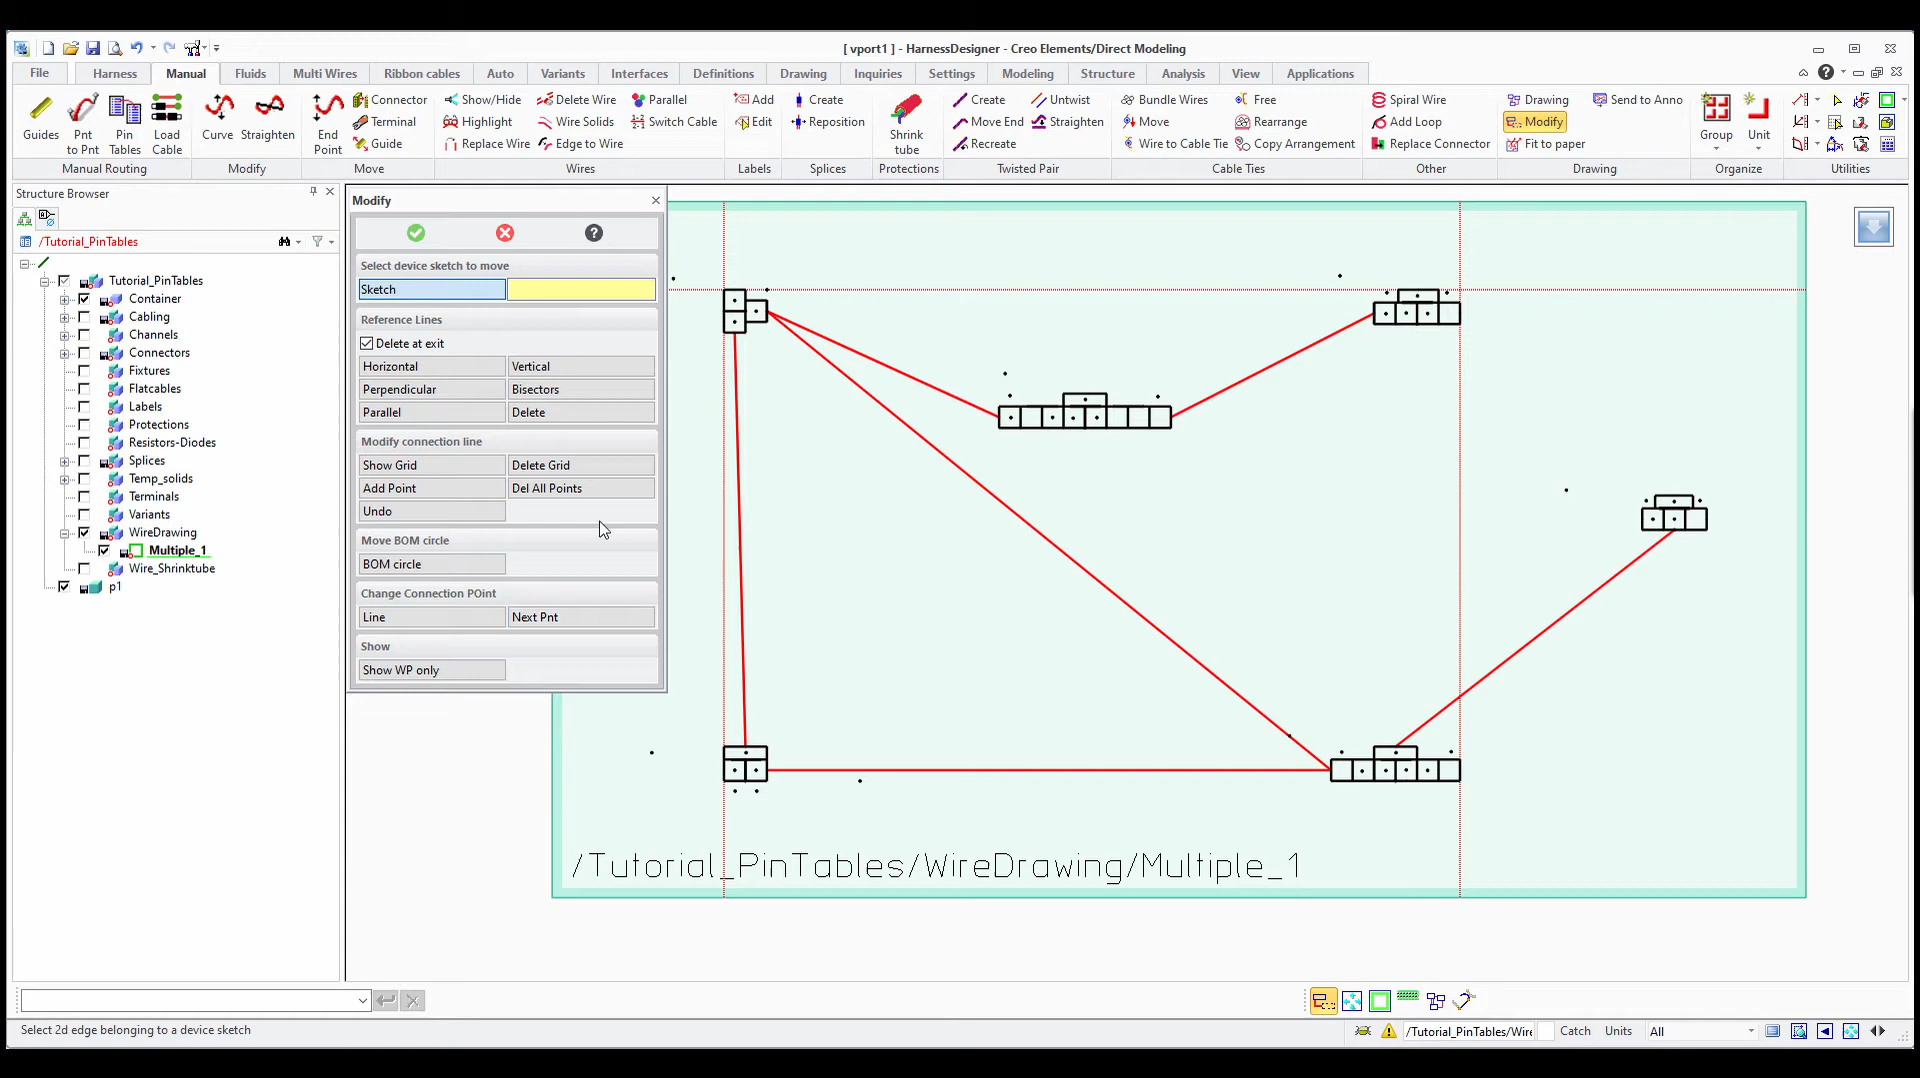 [ vport1 ] - HarnessDesigner - Creo Elements/Direct Modeling
File Harness Manual Fluids Multi Wires Ribbon cables Auto Variants Interfaces Definitions Drawing Inquiries Settings Modeling Structure Analysis View Applications
Guides
Pnt to Pnt
Pin Tables
Load Cable
Manual Routing
Curve
Straighten
Modify
End Point
Connector
Terminal
Guide
Move
Show/Hide
Highlight
Replace Wire
Delete Wire
Wire Solids
Edge to Wire
Parallel
Switch Cable
Wires
Add
Edit
Labels
Create
Reposition
Splices
Shrink tube
Protections
Create
Move End
Recreate
Untwist
Straighten
Twisted Pair
Bundle Wires
Move
Wire to Cable Tie
Free
Rearrange
Copy Arrangement
Cable Ties
Spiral Wire
Add Loop
Replace Connector
Other
Drawing
Modify
Fit to paper
Send to Anno
Drawing
Group
Unit
Organize
Utilities
Structure Browser
/Tutorial_PinTables
Tutorial_PinTables
Container
Cabling
Channels
Connectors
Fixtures
Flatcables
Labels
Protections
Resistors-Diodes
Splices
Temp_solids
Terminals
Variants
WireDrawing
Multiple_1
Wire_Shrinktube
p1
Modify
Select device sketch to move
Sketch
Reference Lines
Delete at exit
Horizontal Vertical
Perpendicular Bisectors
Parallel Delete
Modify connection line
Show Grid Delete Grid
Add Point Del All Points
Undo
Move BOM circle
BOM circle
Change Connection POint
Line Next Pnt
Show
Show WP only
/Tutorial_PinTables/WireDrawing/Multiple_1
Select 2d edge belonging to a device sketch
/Tutorial_PinTables/Wire
Catch
Units
All